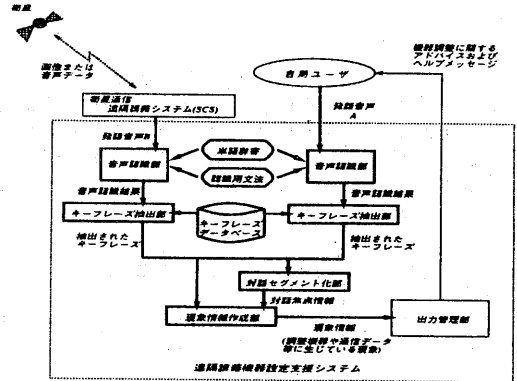 衛星
画像または
音声データ
衛星通信
遠隔講義システム(SCS)
自局ユーザ
機器調整に関する
アドバイスおよび
ヘルプメッセージ
発話音声B
発話音声
A
単語辞書
認識用文法
音声認識部
音声認識部
音声認識結果
音声認識結果
キーフレーズ抽出部
キーフレーズ
データベース
キーフレーズ抽出部
抽出された
キーフレーズ
抽出された
キーフレーズ
対話セグメント化部
対話焦点情報
現象情報作成部
現象情報
(調整機器や通信データ
等に生じている現象)
出力管理部
遠隔講義機器設定支援システム